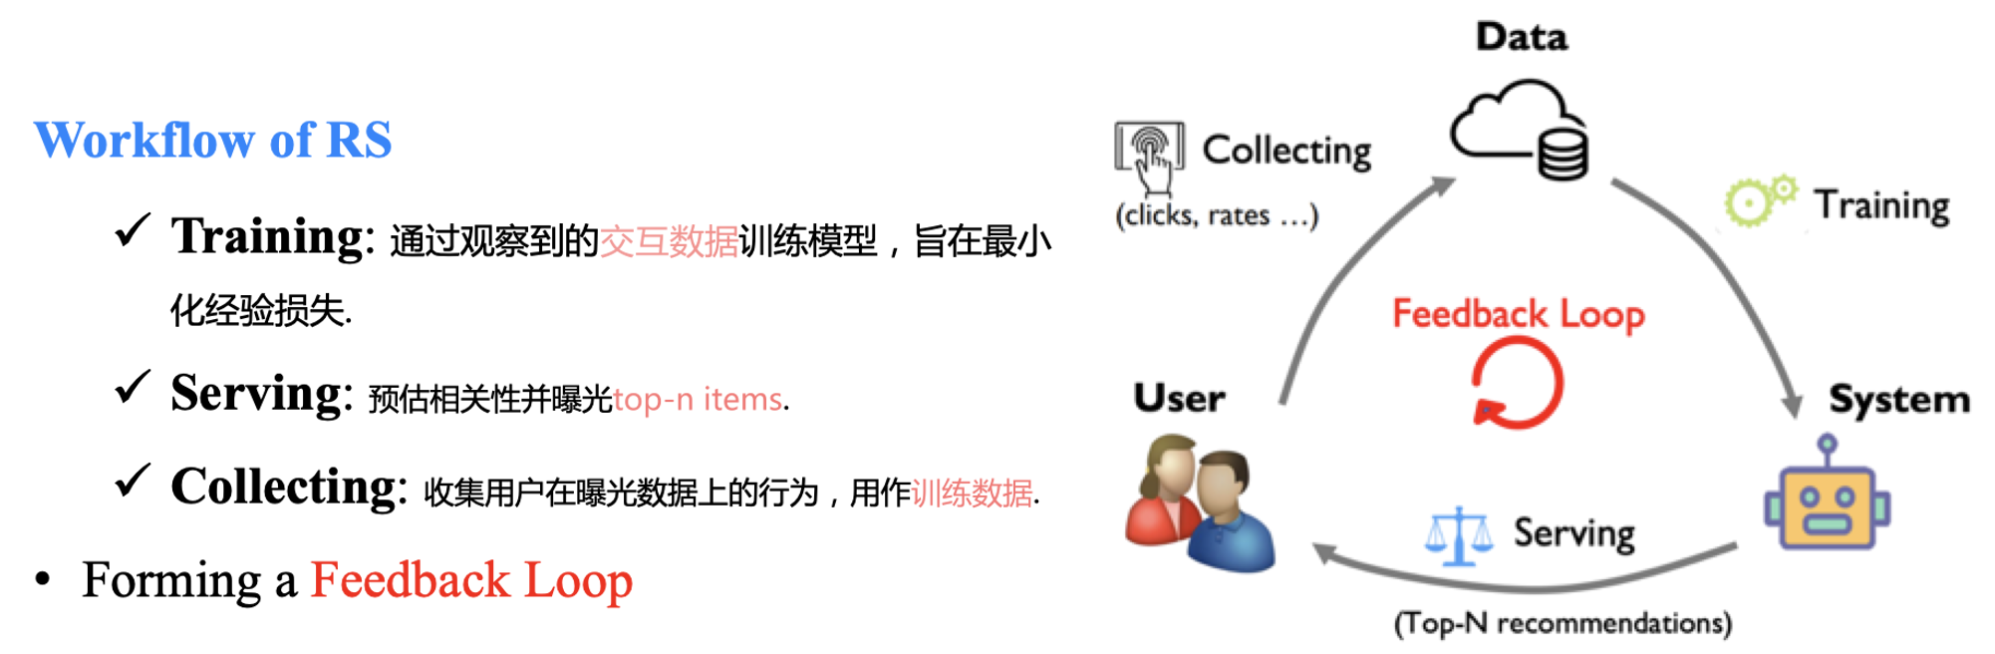 Workflow of RS
✓ Training: 通过观察到的交互数据训练模型，旨在最小
化经验损失.
✓ Serving: 预估相关性并曝光top-n items.
✓ Collecting: 收集用户在曝光数据上的行为，用作训练数据.
• Forming a Feedback Loop
Data
Collecting
(clicks, rates ...)
Training
Feedback Loop
User
System
Serving
(Top-N recommendations)